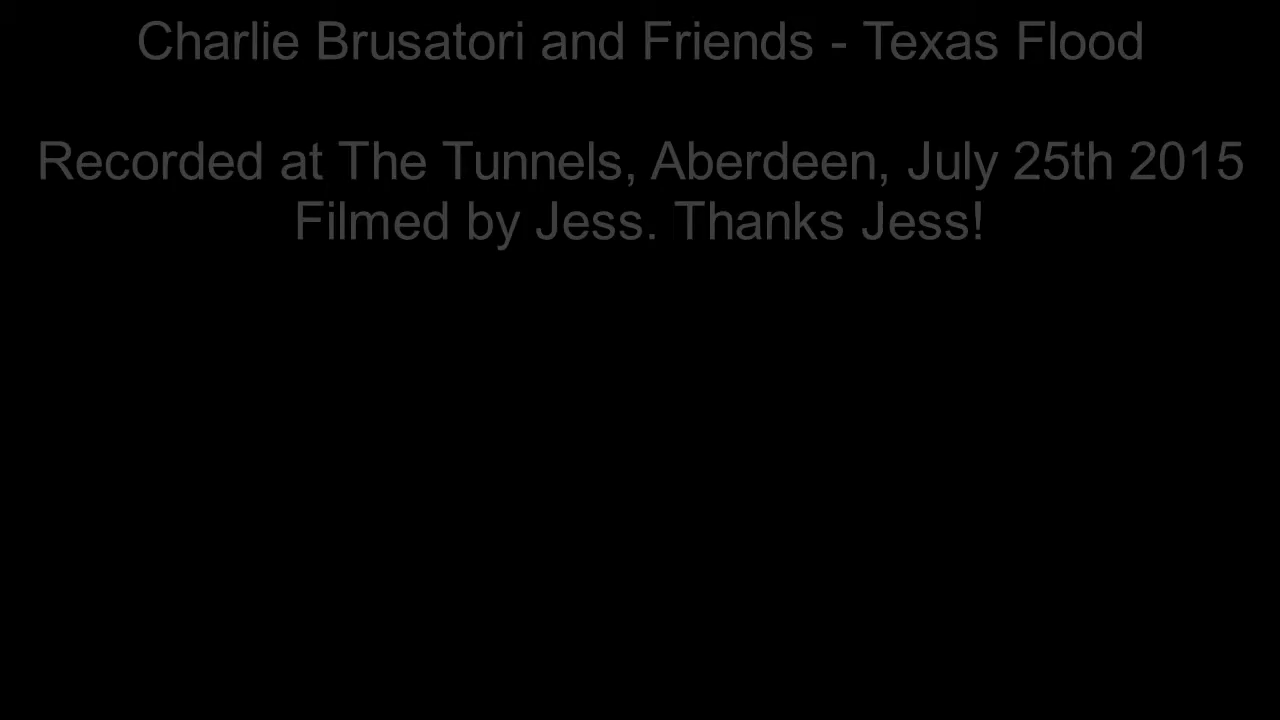 Charlie Brusatori and Friends - Texas Flood
Recorded at The Tunnels, Aberdeen, July 25th 2015
Filmed by Jess. Thanks Jess!